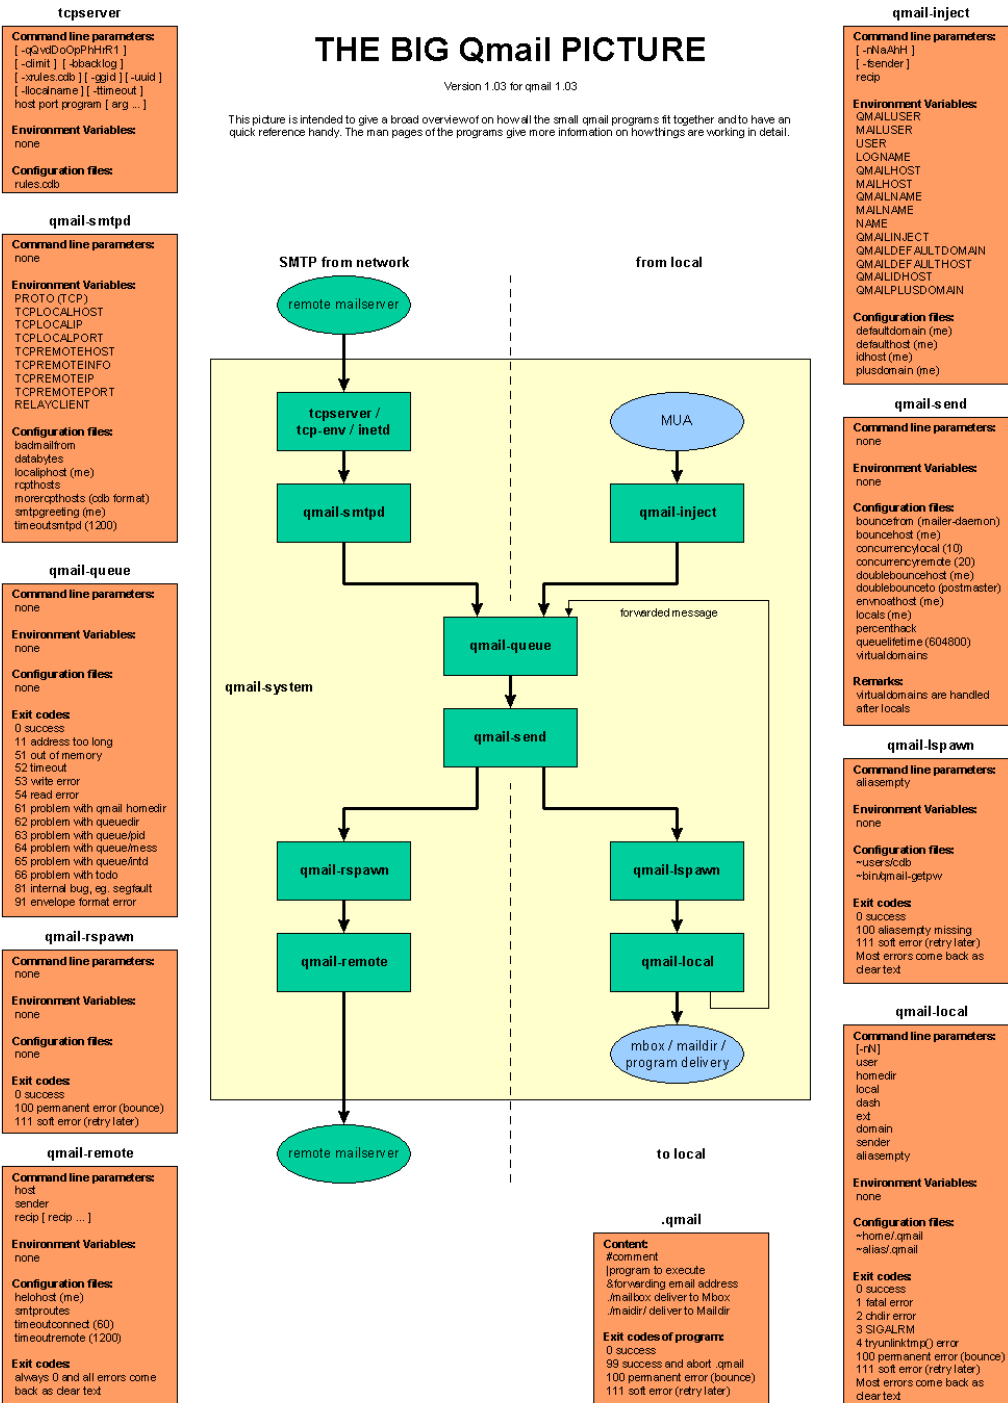 tcpserver
Command line parameters:
[ -qQvdDoOpPhHrR1 ]
[ -climit ] [ -bbacklog ]
[ -xrules.cdb ] [ -ggid ] [ -uuid ]
[ -llocalname ] [ -ttimeout ]
host port program [ arg ... ]
Environment Variables:
none
Configuration files:
rules.cdb
qmail-smtpd
Command line parameters:
none
Environment Variables:
PROTO (TCP)
TCPLOCALHOST
TCPLOCALIP
TCPLOCALPORT
TCPREMOTEHOST
TCPREMOTEINFO
TCPREMOTEIP
TCPREMOTEPORT
RELAYCLIENT
Configuration files:
badmailfrom
databytes
localiphost (me)
rcpthosts
morercpthosts (cdb format)
smtpgreeting (me)
timeoutsmtpd (1200)
qmail-queue
Command line parameters:
none
Environment Variables:
none
Configuration files:
none
Exit codes:
0 success
11 address too long
51 out of memory
52 timeout
53 write error
54 read error
61 problem with qmail homedir
62 problem with queuedir
63 problem with queue/pid
64 problem with queue/mess
65 problem with queue/intd
66 problem with todo
81 internal bug, eg. segfault
91 envelope format error
qmail-rspawn
Command line parameters:
none
Environment Variables:
none
Configuration files:
none
Exit codes:
0 success
100 permanent error (bounce)
111 soft error (retry later)
qmail-remote
Command line parameters:
host
sender
recip [ recip ... ]
Environment Variables:
none
Configuration files:
helohost (me)
smtproutes
timeoutconnect (60)
timeoutremote (1200)
Exit codes:
always 0 and all errors come
back as clear text
THE BIG Qmail PICTURE
Version 1.03 for qmail 1.03
This picture is intended to give a broad overview of on how all the small qmail programs fit together and to have an
quick reference handy. The man pages of the programs give more information on how things are working in detail.
SMTP from network
from local
remote mailserver
tcpserver /
tcp-env / inetd
MUA
qmail-smtpd
qmail-inject
forwarded message
qmail-queue
qmail-system
qmail-send
qmail-rspawn
qmail-lspawn
qmail-remote
qmail-local
mbox / maildir /
program delivery
remote mailserver
to local
.qmail
Content:
#comment
|program to execute
&forwarding email address
./mailbox deliver to Mbox
./maidir/ deliver to Maildir
Exit codes of program:
0 success
99 success and abort .qmail
100 permanent error (bounce)
111 soft error (retry later)
qmail-inject
Command line parameters:
[ -nNaAhH ]
[ -fsender ]
recip
Environment Variables:
QMAILUSER
MAILUSER
USER
LOGNAME
QMAILHOST
MAILHOST
QMAILNAME
MAILNAME
NAME
QMAILINJECT
QMAILDEFAULTDOMAIN
QMAILDEFAULTHOST
QMAILIDHOST
QMAILPLUSDOMAIN
Configuration files:
defaultdomain (me)
defaulthost (me)
idhost (me)
plusdomain (me)
qmail-send
Command line parameters:
none
Environment Variables:
none
Configuration files:
bouncefrom (mailer-daemon)
bouncehost (me)
concurrencylocal (10)
concurrencyremote (20)
doublebouncehost (me)
doublebounceto (postmaster)
envnoathost (me)
locals (me)
percenthack
queuelifetime (604800)
virtualdomains
Remarks:
virtualdomains are handled
after locals
qmail-lspawn
Command line parameters:
aliasempty
Environment Variables:
none
Configuration files:
~users/cdb
~bin/qmail-getpw
Exit codes:
0 success
100 aliasempty missing
111 soft error (retry later)
Most errors come back as
clear text
qmail-local
Command line parameters:
[-nN]
user
homedir
local
dash
ext
domain
sender
aliasempty
Environment Variables:
none
Configuration files:
~home/.qmail
~alias/.qmail
Exit codes:
0 success
1 fatal error
2 chdir error
3 SIGALRM
4 tryunlinktmp() error
100 permanent error (bounce)
111 soft error (retry later)
Most errors come back as
clear text